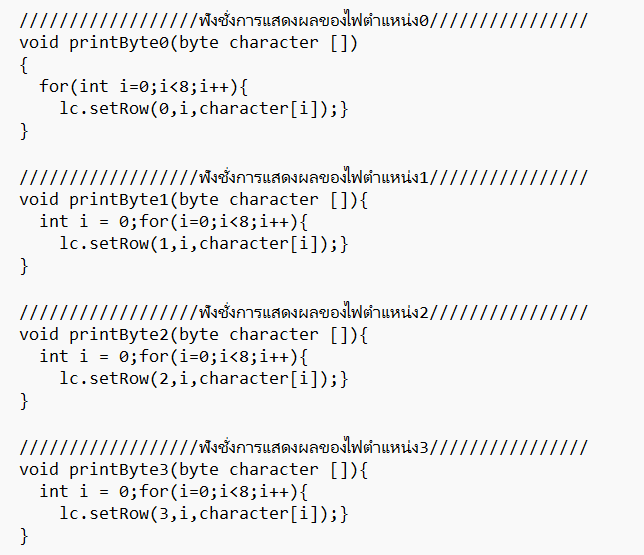 //////////////////ฟังชั่งการแสดงผลของไฟตำแหน่ง0////////////////
void printByte0(byte character [])
{
  for(int i=0;i<8;i++){
    lc.setRow(0,i,character[i]);}
}

//////////////////ฟังชั่งการแสดงผลของไฟตำแหน่ง1////////////////
void printByte1(byte character []){
  int i = 0;for(i=0;i<8;i++){
    lc.setRow(1,i,character[i]);}
}

//////////////////ฟังชั่งการแสดงผลของไฟตำแหน่ง2////////////////
void printByte2(byte character []){
  int i = 0;for(i=0;i<8;i++){
    lc.setRow(2,i,character[i]);}
}

//////////////////ฟังชั่งการแสดงผลของไฟตำแหน่ง3////////////////
void printByte3(byte character []){
  int i = 0;for(i=0;i<8;i++){
    lc.setRow(3,i,character[i]);}
}